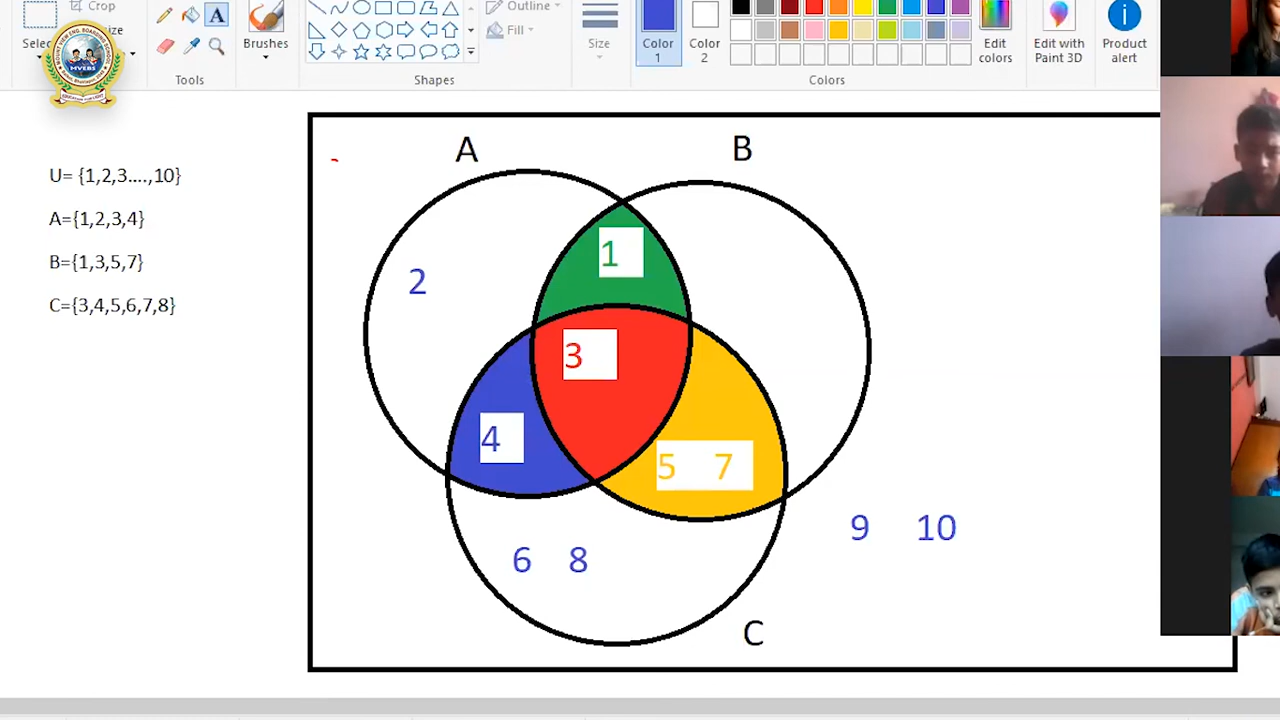 Crop
Outline
Fill
Select
Size
Brushes
Size
Color
1
Color
2
Edit
colors
Edit with
Paint 3D
Product
alert
Tools
Shapes
Colors
MVEBS
U= {1,2,3....,10}
A={1,2,3,4}
B={1,3,5,7}
C={3,4,5,6,7,8}
A
B
1
2
3
4
5 7
9 10
6 8
C